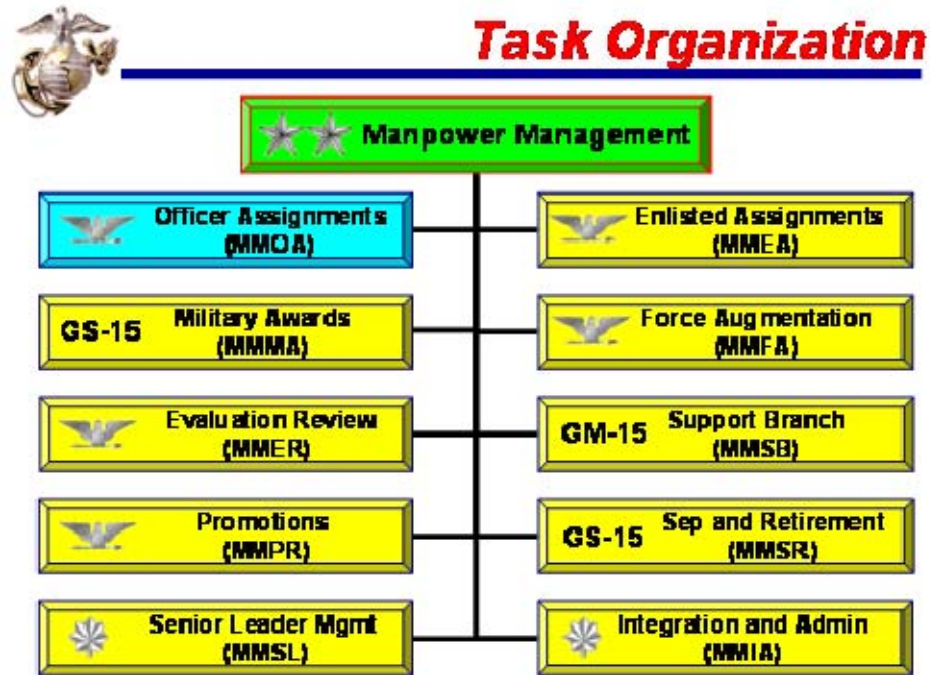 Task Organization
Manpower Management
Officer Assignments
(MMOA)
Enlisted Assignments
(MMEA)
GS-15
Military Awards
(MMMA)
Force Augmentation
(MMFA)
Evaluation Review
(MMER)
GM-15
Support Branch
(MMSB)
Promotions
(MMPR)
GS-15
Sep and Retirement
(MMSR)
Senior Leader Mgmt
(MMSL)
Integration and Admin
(MMIA)